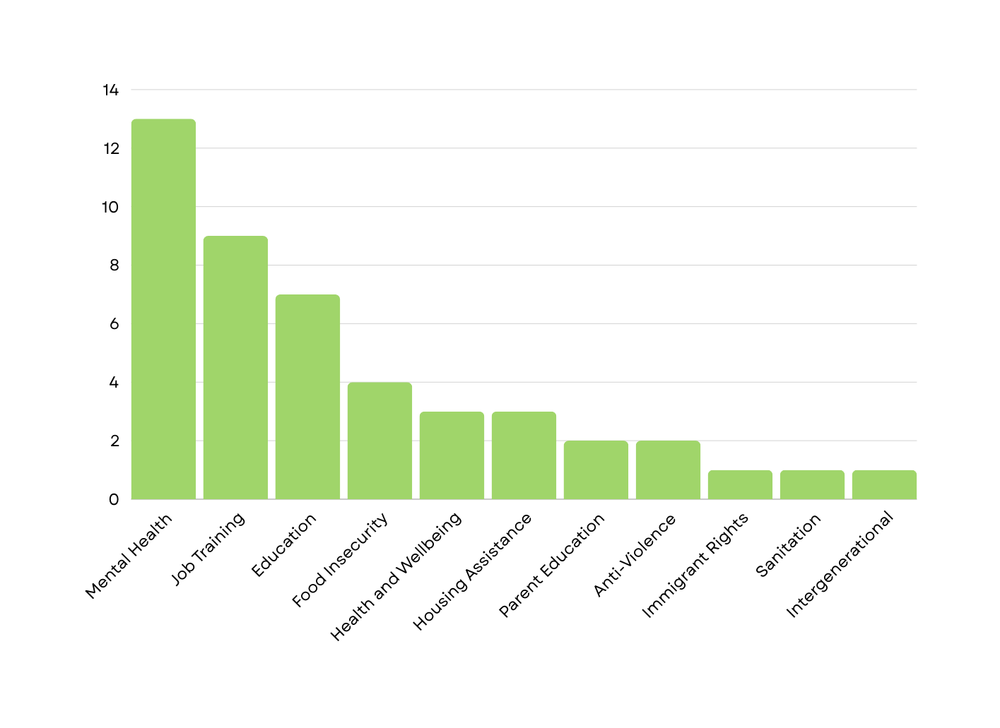 14
12
10
8
6
4
2
0
Mental Health
Job Training
Education
Food Insecurity
Health and Wellbeing
Housing Assistance
Parent Education
Anti-Violence
Immigrant Rights
Sanitation
Intergenerational